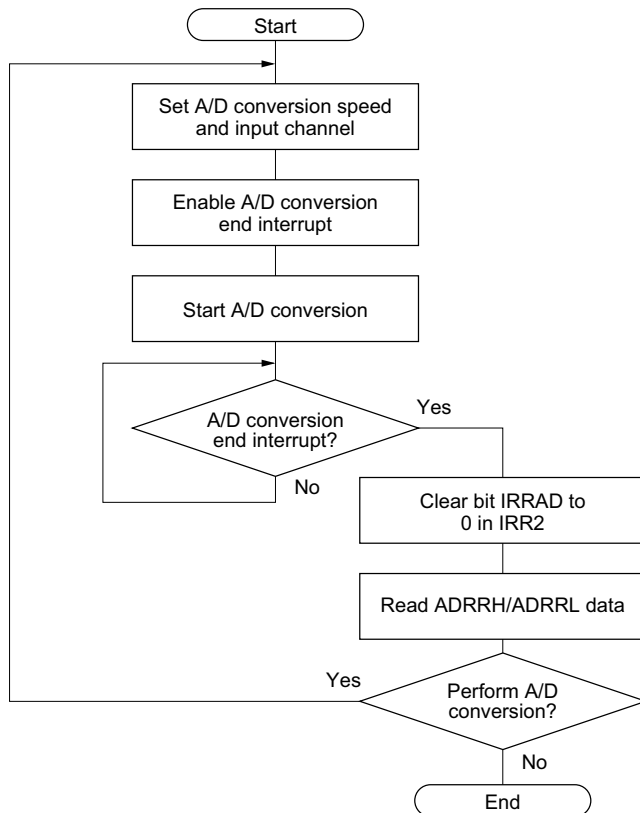 Start
Set A/D conversion speed
and input channel
Enable A/D conversion
end interrupt
Start A/D conversion
A/D conversion
end interrupt?
Yes
No
Clear bit IRRAD to
0 in IRR2
Read ADRRH/ADRRL data
Yes
Perform A/D
conversion?
No
End